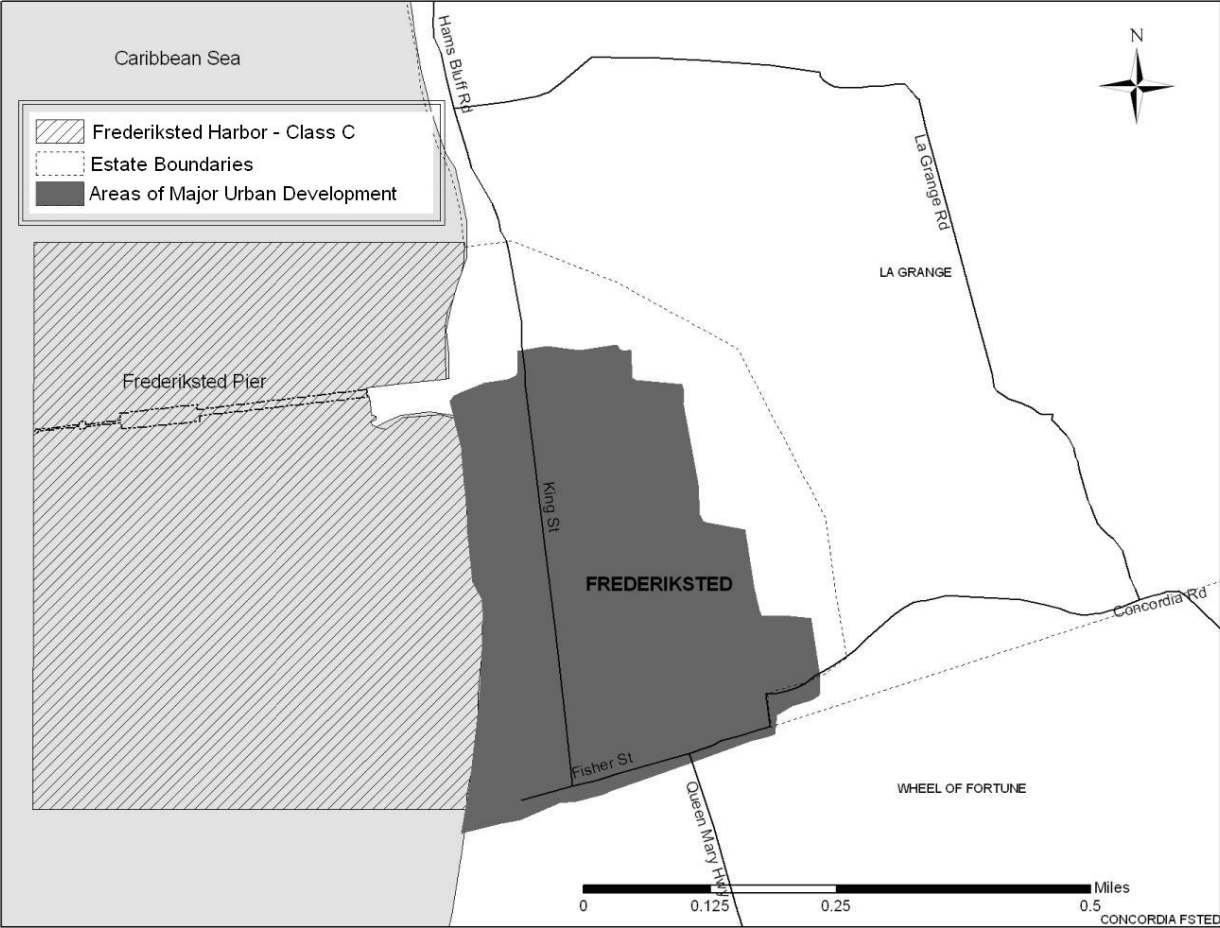 Caribbean Sea
Hams Bluff Rd
N
Frederiksted Harbor - Class C
Estate Boundaries
Areas of Major Urban Development
La Grange Rd
LA GRANGE
Frederiksted Pier
King St
FREDERIKSTED
Concordia Rd
Fisher St
WHEEL OF FORTUNE
Queen Mary Hwy
Miles
0 0.125 0.25 0.5
CONCORDIA FSTED